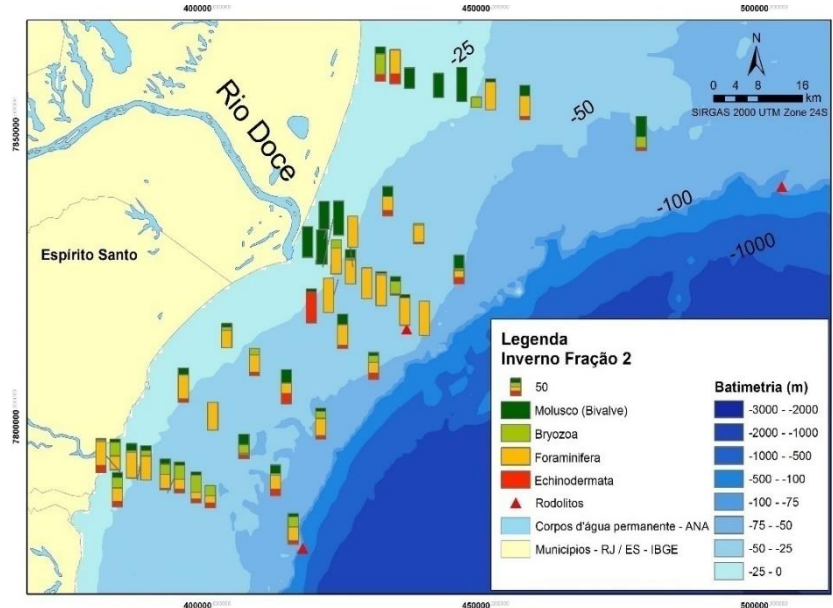 400000
450000
500000
N
0 4 8 16
km
SIRGAS 2000 UTM Zone 24S
-25
-50
-100
-1000
Rio Doce
Espírito Santo
7850000
7800000
Legenda
Inverno Fração 2
50
Molusco (Bivalve)
Bryozoa
Foraminifera
Echinodermata
Rodolitos
Corpos d'água permanente - ANA
Municípios - RJ / ES - IBGE
Batimetria (m)
-3000 - -2000
-2000 - -1000
-1000 - -500
-500 - -100
-100 - -75
-75 - -50
-50 - -25
-25 - 0
400000
450000
500000